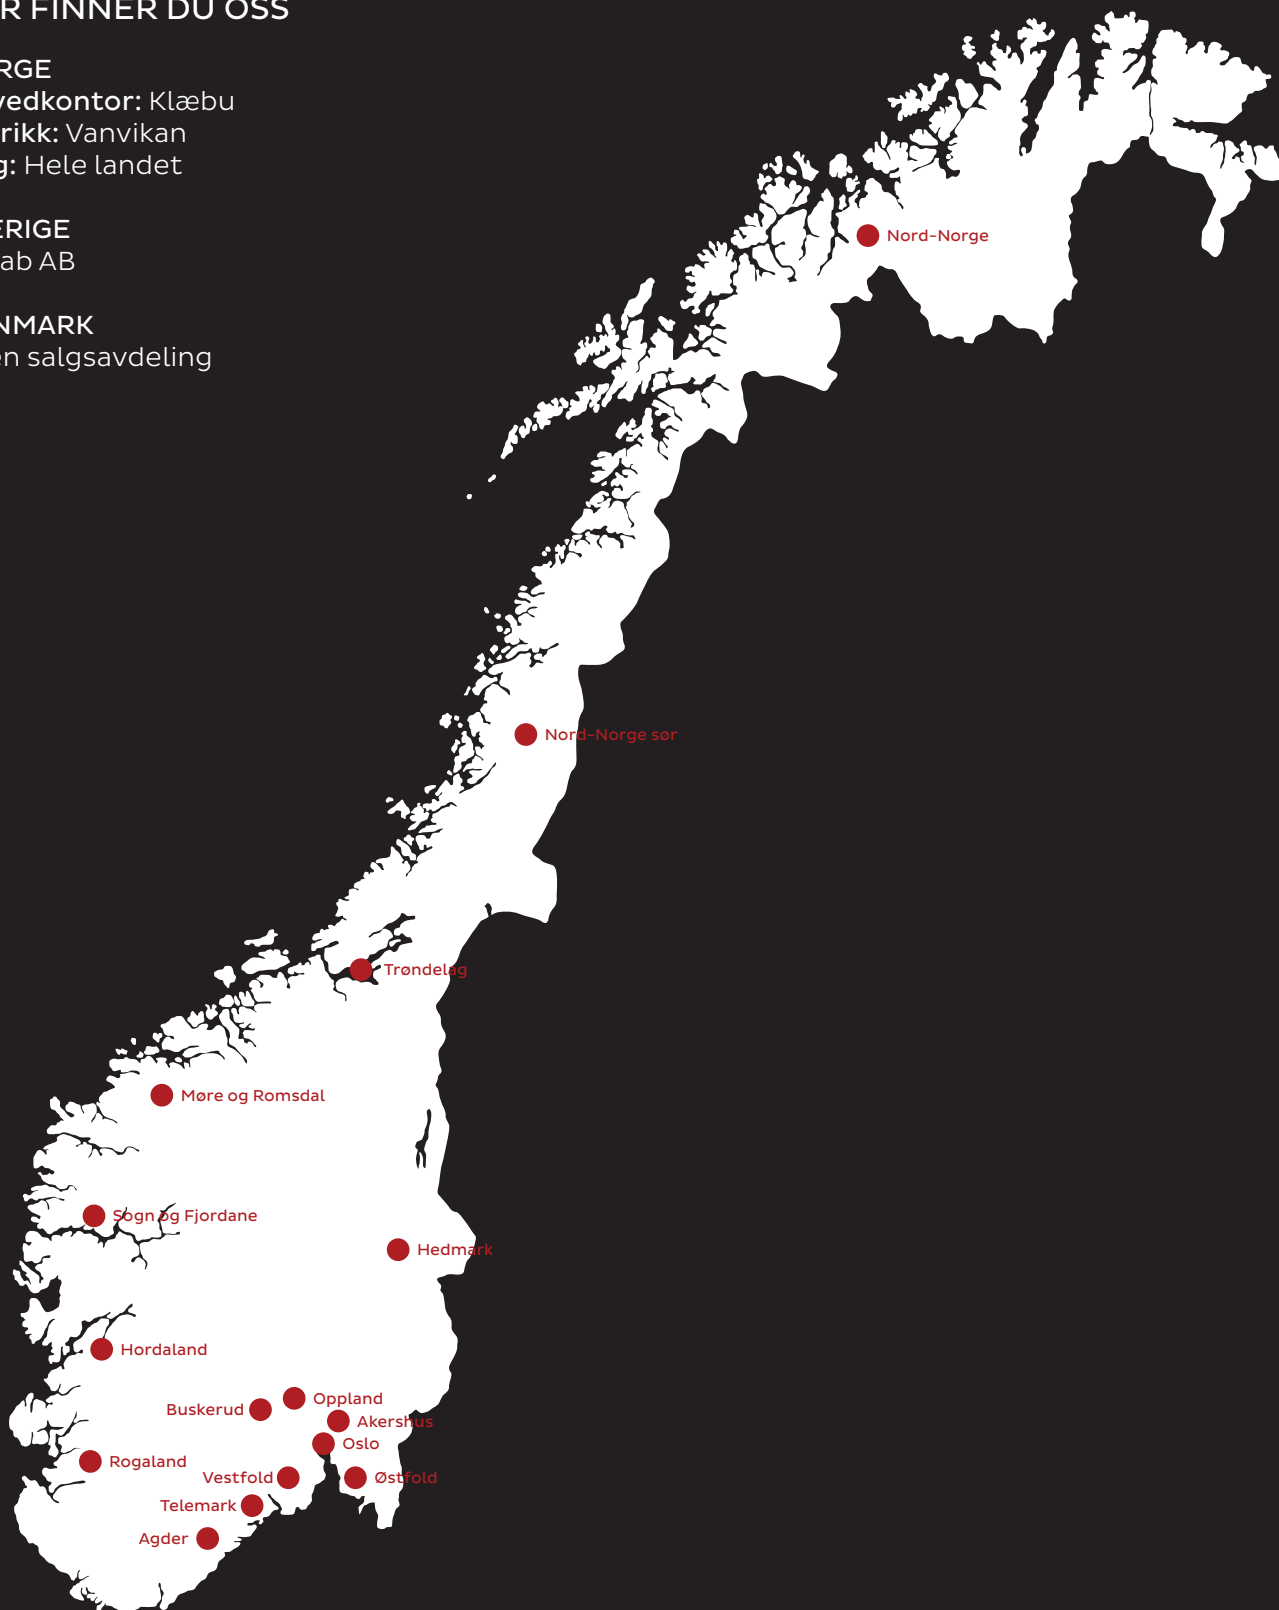 R FINNER DU OSS
RGE
vedkontor: Klæbu
rikk: Vanvikan
g: Hele landet
ERIGE
ab AB
NMARK
en salgsavdeling
Nord-Norge
Nord-Norge sør
Trøndelag
Møre og Romsdal
Sogn og Fjordane
Hedmark
Hordaland
Oppland
Buskerud
Akershus
Oslo
Rogaland
Vestfold
Østfold
Telemark
Agder